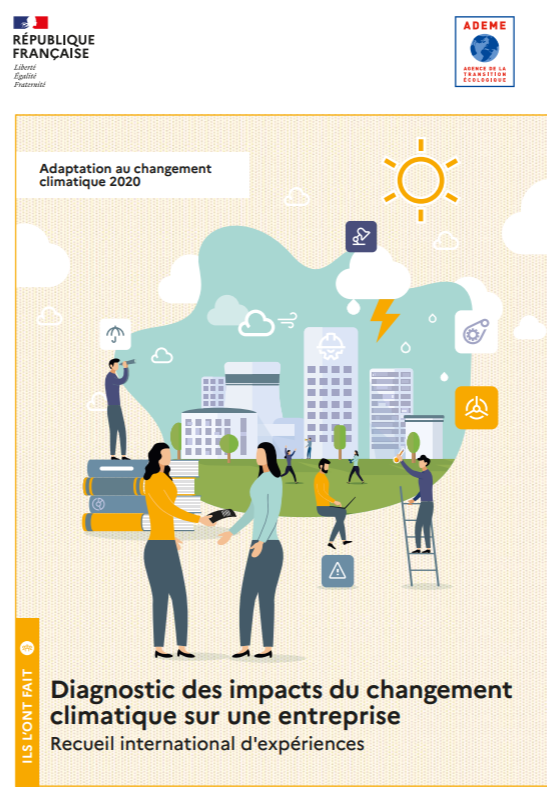 RÉPUBLIQUE
FRANÇAISE
Liberté
Égalité
Fraternité
ADEME
AGENCE DE LA
TRANSITION
ÉCOLOGIQUE
Adaptation au changement
climatique 2020
ILS L'ONT FAIT
Diagnostic des impacts du changement
climatique sur une entreprise
Recueil international d'expériences